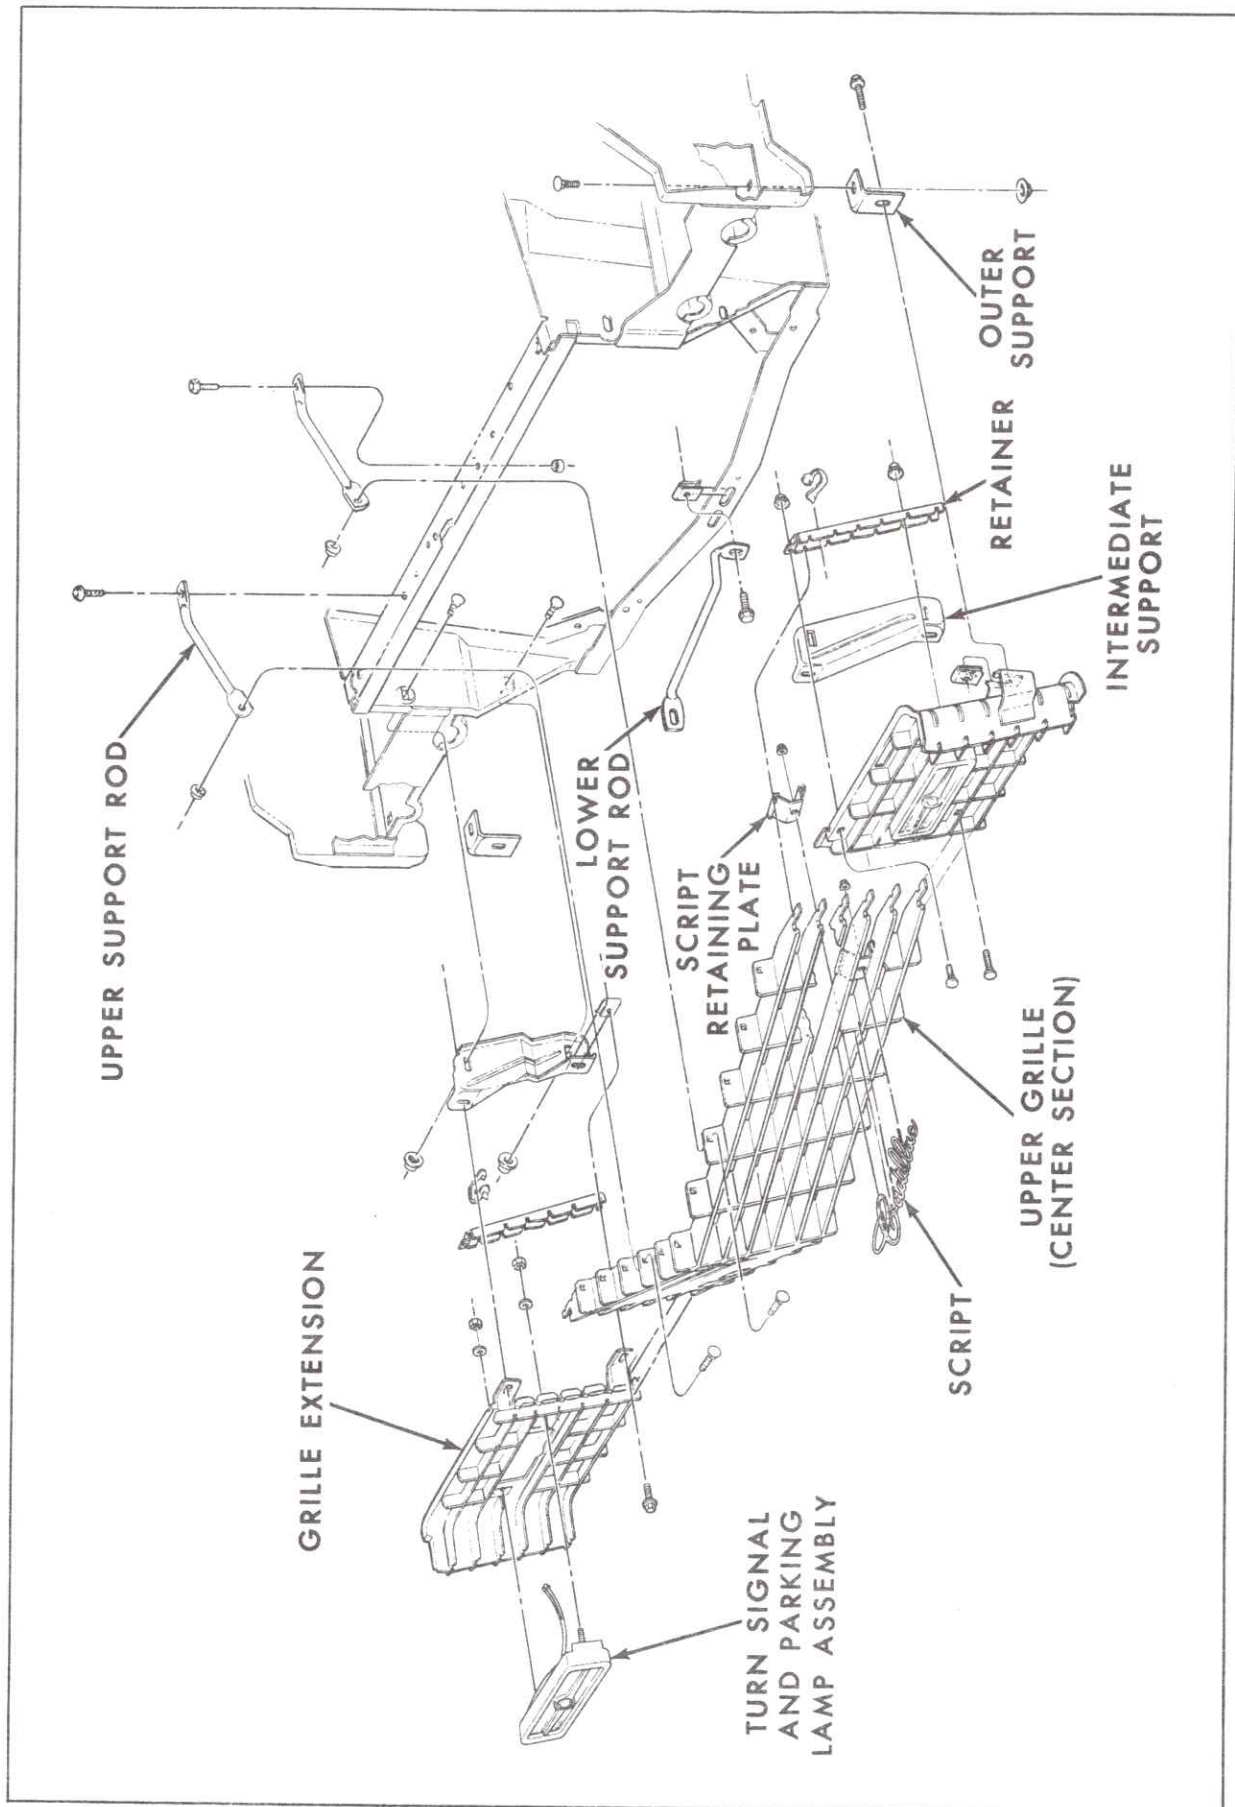 UPPER SUPPORT ROD
GRILLE EXTENSION
TURN SIGNAL
AND PARKING
LAMP ASSEMBLY
LOWER
SUPPORT ROD
SCRIPT
RETAINING
PLATE
OUTER
SUPPORT
RETAINER
INTERMEDIATE
SUPPORT
UPPER GRILLE
(CENTER SECTION)
SCRIPT
Cadillac